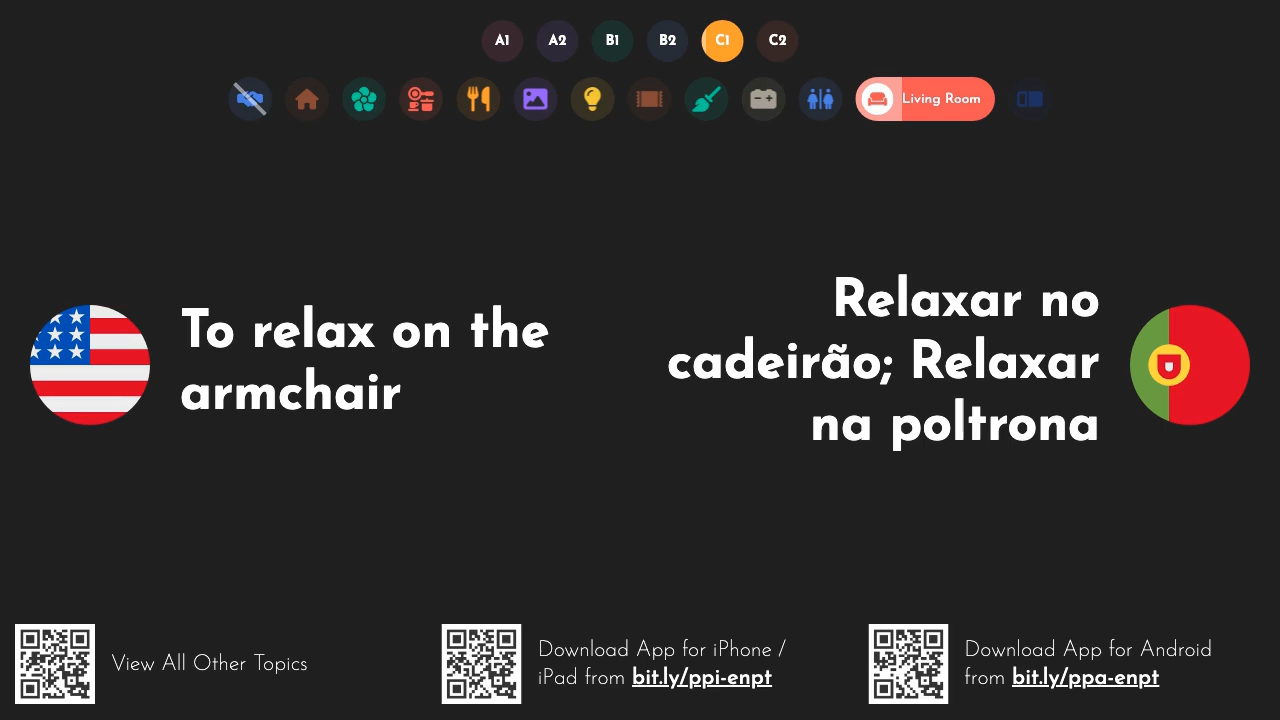 A1 A2 B1 B2 C1 C2
Living Room
To relax on the
armchair
Relaxar no
cadeirão; Relaxar
na poltrona
View All Other Topics
Download App for iPhone /
iPad from bit.ly/ppi-enpt
Download App for Android
from bit.ly/ppa-enpt